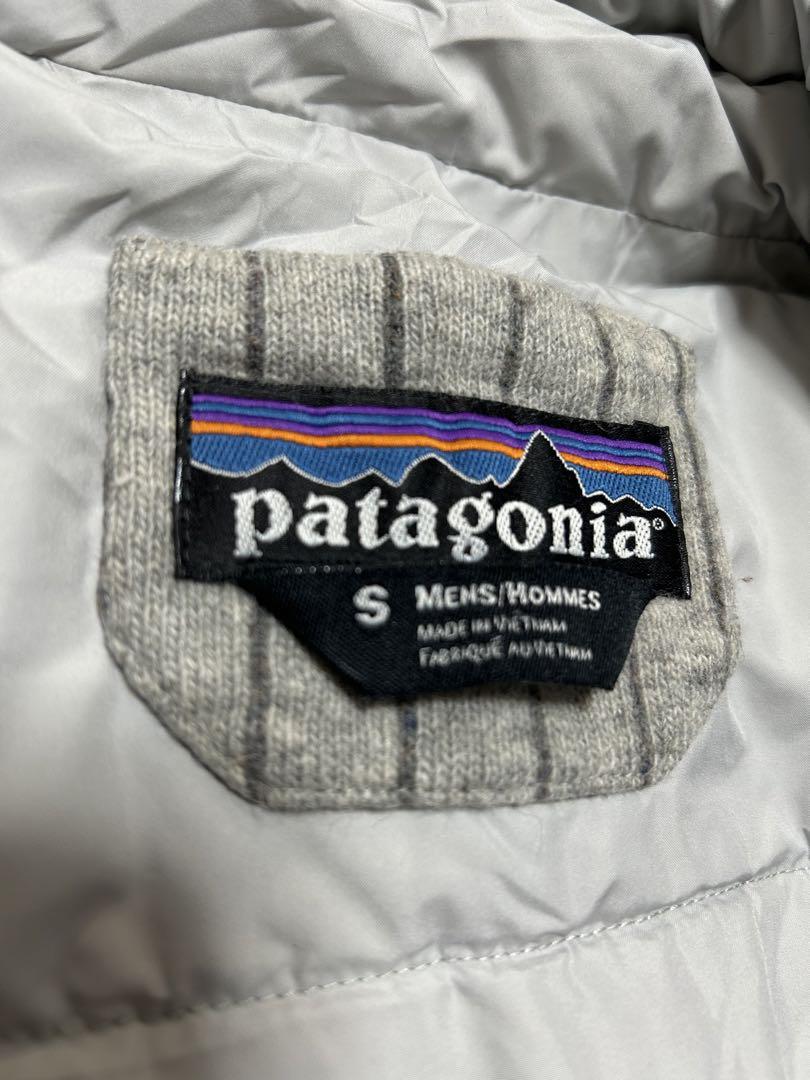 patagonia®
S MENS/HOMMES
MADE IN VIETNAM
FABRIQUÉ AU VIETNAM